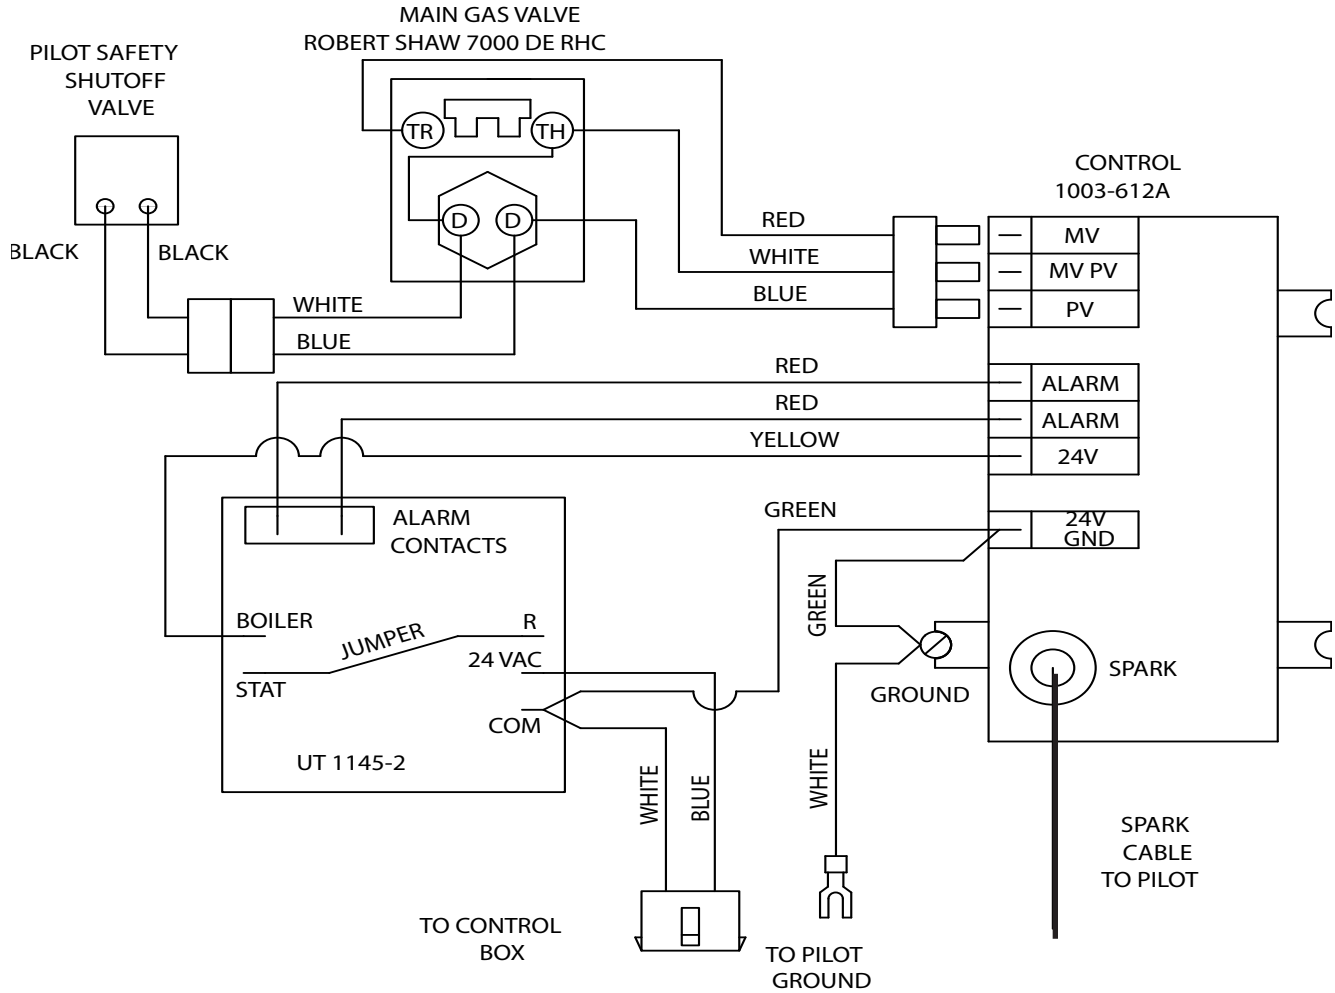 MAIN GAS VALVE
ROBERT SHAW 7000 DE RHC
PILOT SAFETY
SHUTOFF
VALVE
TR
TH
D
D
BLACK
BLACK
WHITE
BLUE
CONTROL
1003-612A
RED
WHITE
BLUE
MV
MV PV
PV
RED
RED
YELLOW
ALARM
ALARM
24V
GREEN
24V
GND
ALARM
CONTACTS
BOILER
JUMPER
R
24 VAC
STAT
COM
UT 1145-2
GREEN
GROUND
SPARK
WHITE
BLUE
WHITE
SPARK
CABLE
TO PILOT
TO CONTROL
BOX
TO PILOT
GROUND